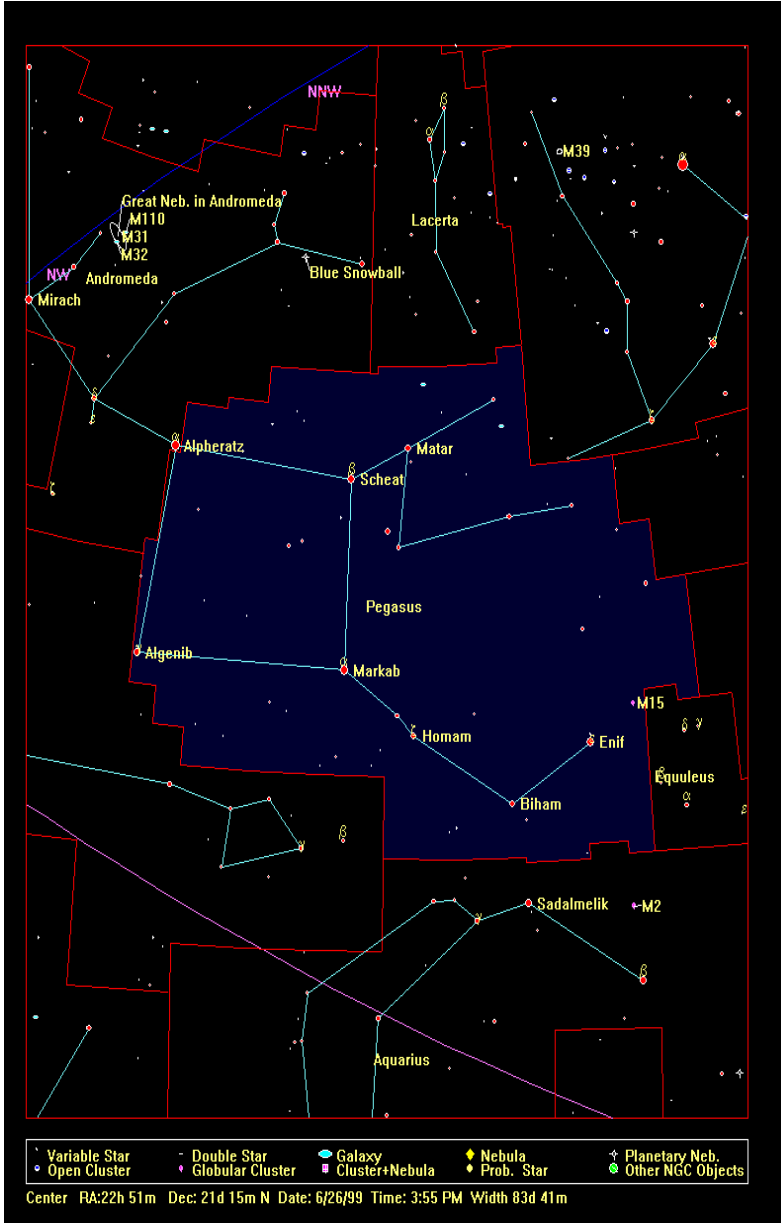 NNW
β
α
M39
α
Great Neb. in Andromeda
M110
M31
M32
Lacerta
NW
Andromeda
Blue Snowball
Mirach
δ
ε
α
Alpheratz
β
Scheat
Matar
ζ
Pegasus
Algenib
α
Markab
M15
δ γ
ζ
Homam
Enif
Equuleus
α
Biham
β
γ
γ
Sadalmelik
M2
β
Aquarius
Variable Star Double Star Galaxy Nebula Planetary Neb.
Open Cluster Globular Cluster Cluster+Nebula Prob. Star Other NGC Objects
Center RA:22h 51m Dec: 21d 15m N Date: 6/26/99 Time: 3:55 PM Width 83d 41m